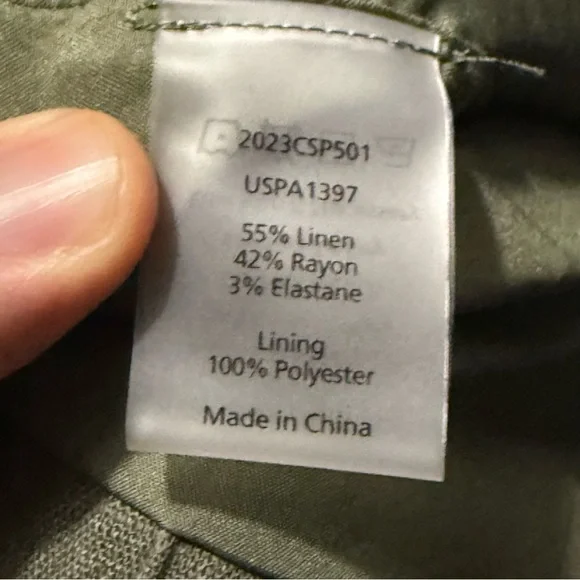 2023CSP501
USPA1397
55% Linen
42% Rayon
3% Elastane
Lining
100% Polyester
Made in China